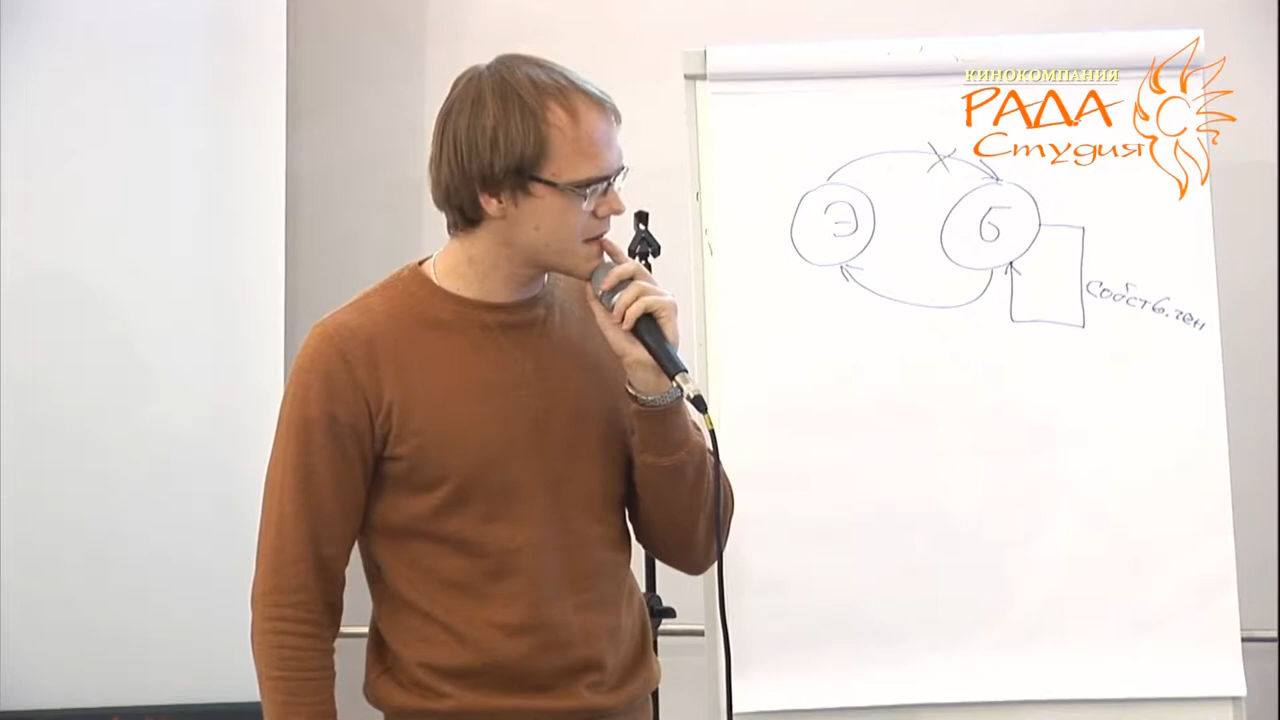 КИНОКОМПАНИЯ
РАДА
Студия
Э
Б
Собств. ген